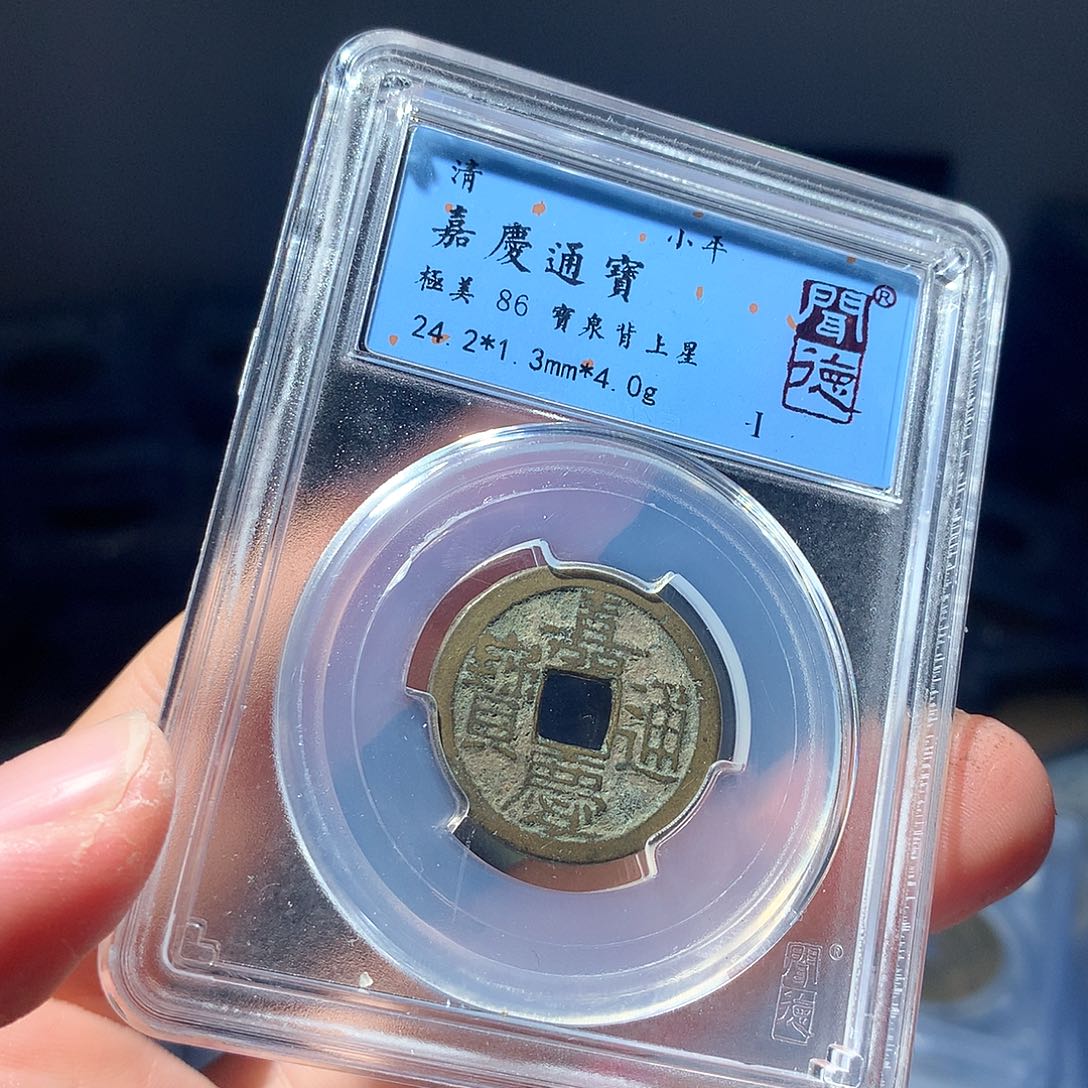 清
嘉慶通寶 小平
極美 86 寶泉背上星
24.2*1.3mm*4.0g
I
聞德®
嘉慶通寶
聞德®